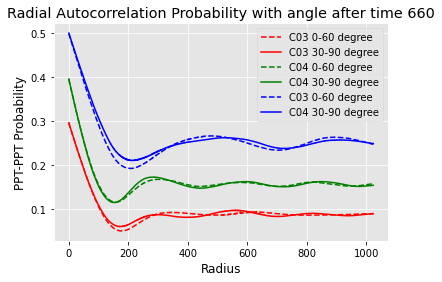 Radial Autocorrelation Probability with angle after time 660
C03 0-60 degree
C03 30-90 degree
C04 0-60 degree
C04 30-90 degree
C03 0-60 degree
C04 30-90 degree
0.5
0.4
0.3
0.2
0.1
PPT-PPT Probability
0 200 400 600 800 1000
Radius